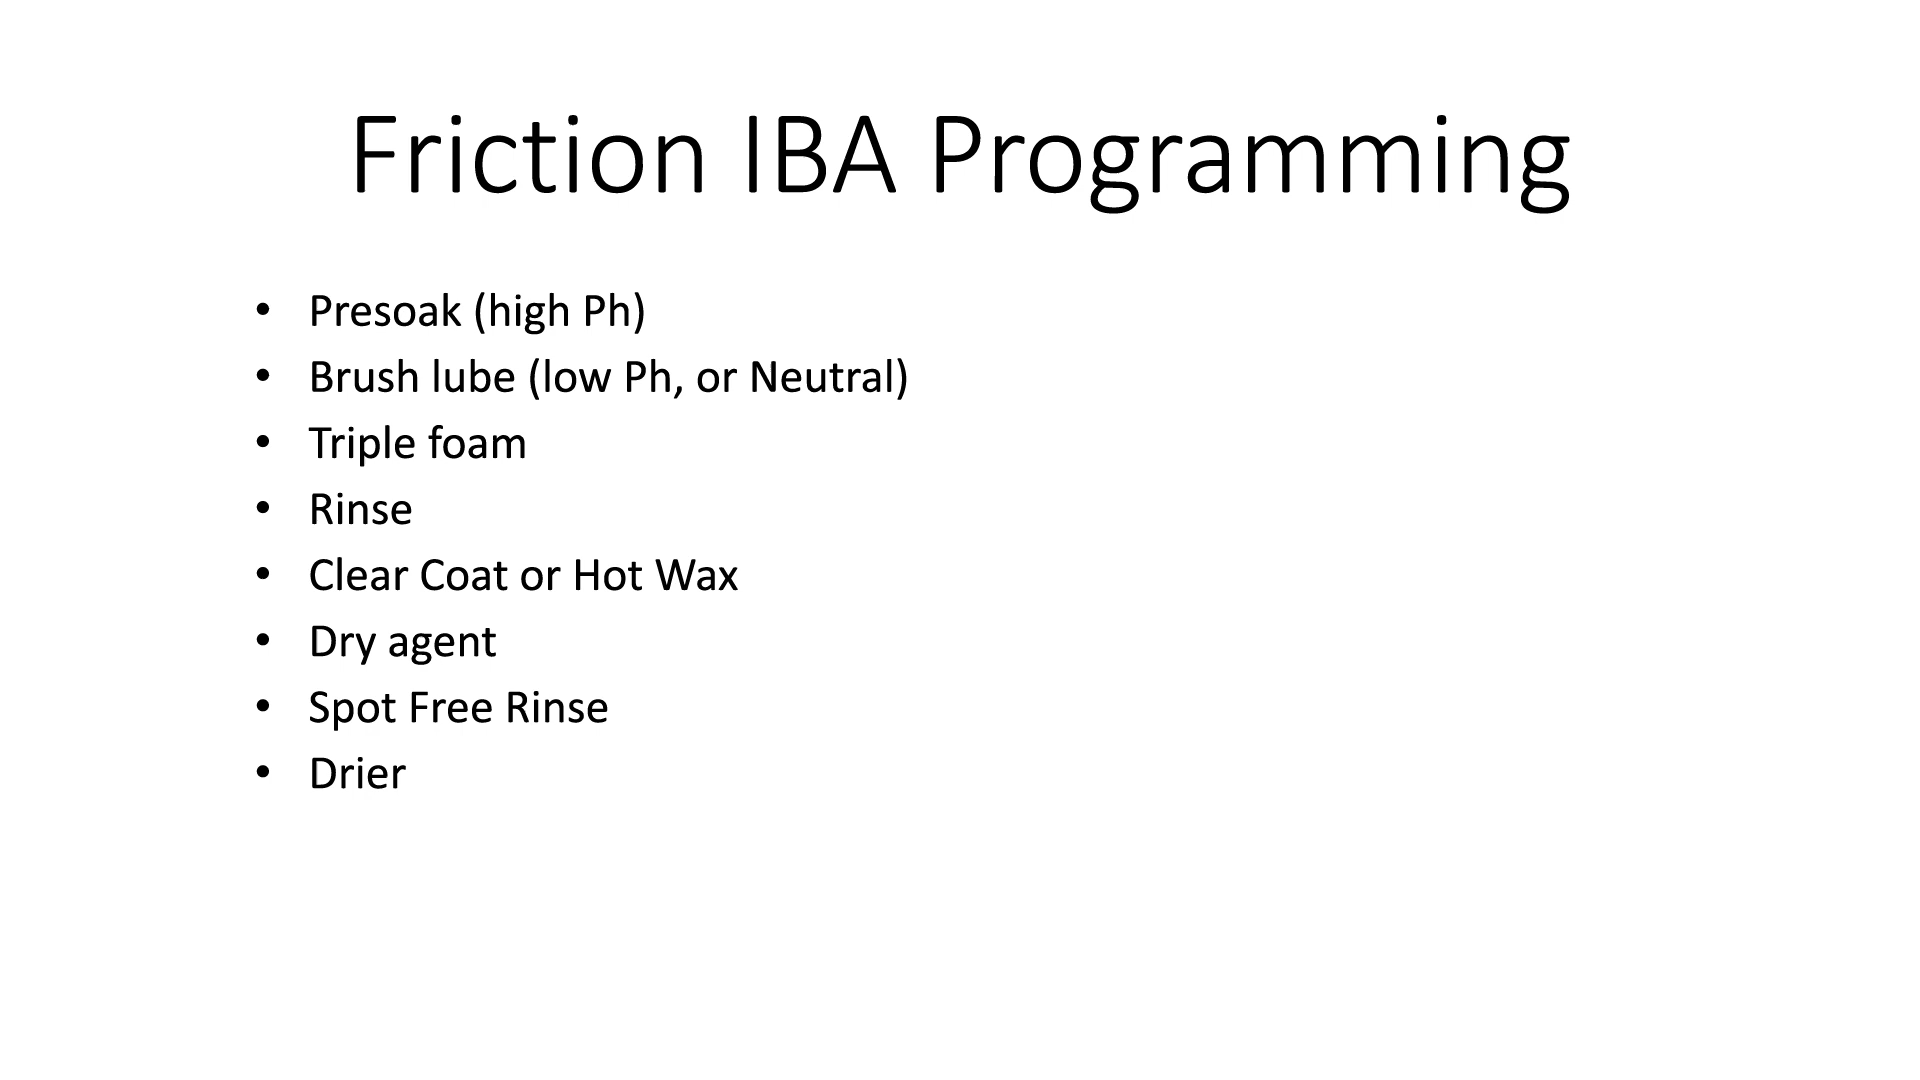 Friction IBA Programming
• Presoak (high Ph)
• Brush lube (low Ph, or Neutral)
• Triple foam
• Rinse
• Clear Coat or Hot Wax
• Dry agent
• Spot Free Rinse
• Drier